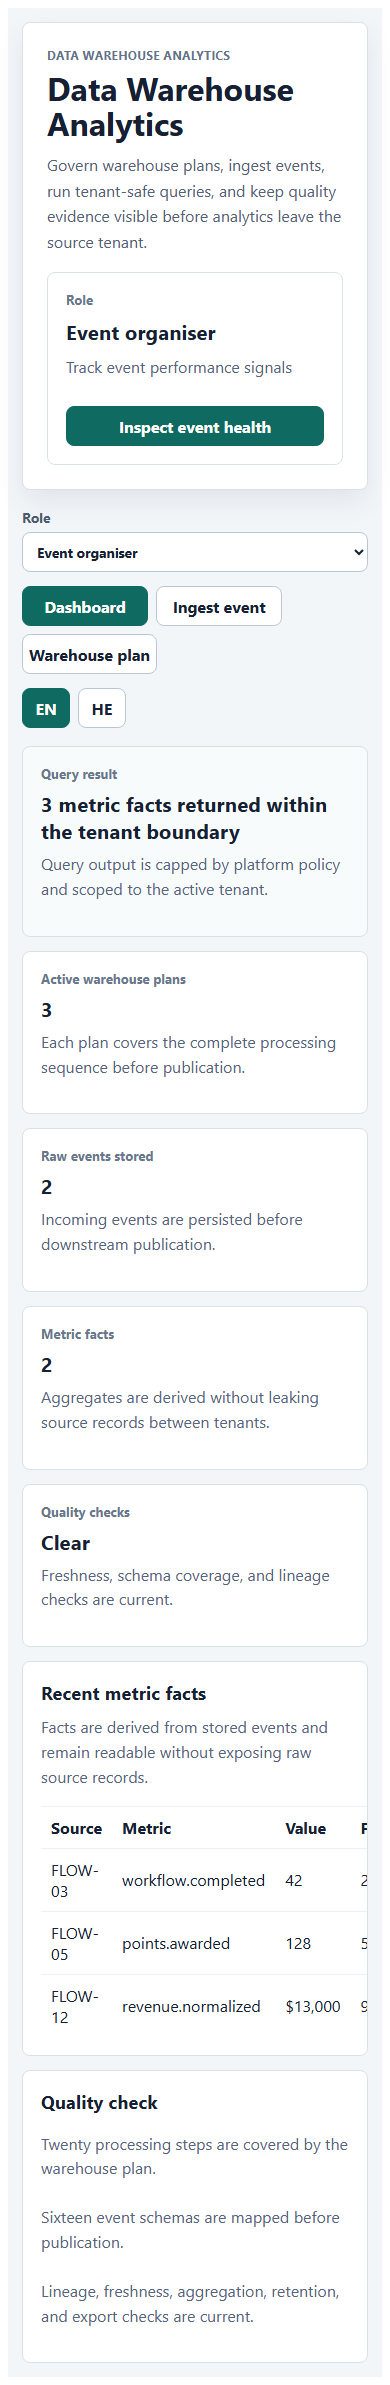 DATA WAREHOUSE ANALYTICS
Data Warehouse
Analytics
Govern warehouse plans, ingest events,
run tenant-safe queries, and keep quality
evidence visible before analytics leave the
source tenant.
Role
Event organiser
Track event performance signals
Inspect event health
Role
Event organiser
Dashboard
Ingest event
Warehouse plan
EN
HE
Query result
3 metric facts returned within
the tenant boundary
Query output is capped by platform policy
and scoped to the active tenant.
Active warehouse plans
3
Each plan covers the complete processing
sequence before publication.
Raw events stored
2
Incoming events are persisted before
downstream publication.
Metric facts
2
Aggregates are derived without leaking
source records between tenants.
Quality checks
Clear
Freshness, schema coverage, and lineage
checks are current.
Recent metric facts
Facts are derived from stored events and
remain readable without exposing raw
source records.
Source Metric Value
FLOW-
03 workflow.completed 42
FLOW-
05 points.awarded 128
FLOW-
12 revenue.normalized $13,000
Quality check
Twenty processing steps are covered by the
warehouse plan.
Sixteen event schemas are mapped before
publication.
Lineage, freshness, aggregation, retention,
and export checks are current.